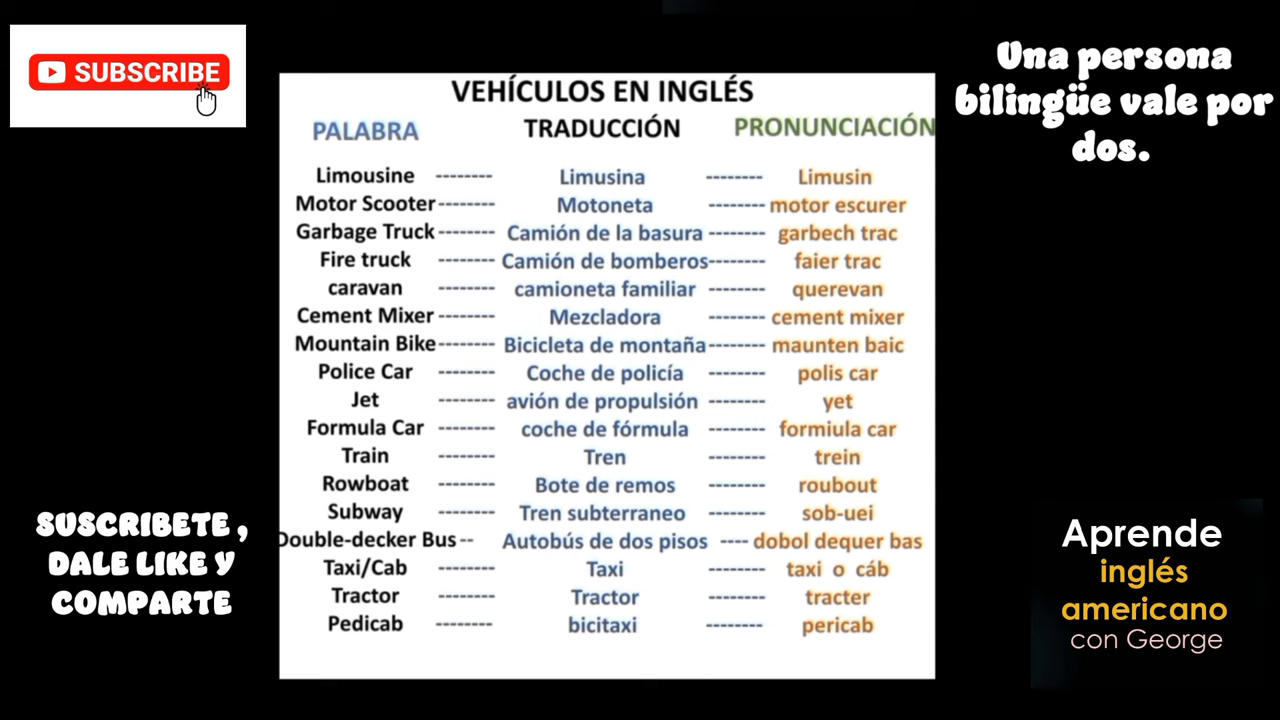 SUBSCRIBE
Una persona
bilingüe vale por
dos.
VEHÍCULOS EN INGLÉS
PALABRA TRADUCCIÓN PRONUNCIACIÓN
Limousine -------- Limusina -------- Limusin
Motor Scooter-------- Motoneta -------- motor escurer
Garbage Truck-------- Camión de la basura -------- garbech trac
Fire truck -------- Camión de bomberos-------- faier trac
caravan -------- camioneta familiar -------- querevan
Cement Mixer -------- Mezcladora -------- cement mixer
Mountain Bike-------- Bicicleta de montaña-------- maunten baic
Police Car -------- Coche de policía -------- polis car
Jet -------- avión de propulsión -------- yet
Formula Car -------- coche de fórmula -------- formiula car
Train -------- Tren -------- trein
Rowboat -------- Bote de remos -------- roubout
Subway -------- Tren subterraneo -------- sob-uei
Double-decker Bus -- Autobús de dos pisos ---- dobol dequer bas
Taxi/Cab -------- Taxi -------- taxi o cáb
Tractor -------- Tractor -------- tracter
Pedicab -------- bicitaxi -------- pericab
SUSCRIBETE ,
DALE LIKE Y
COMPARTE
Aprende
inglés
americano
con George